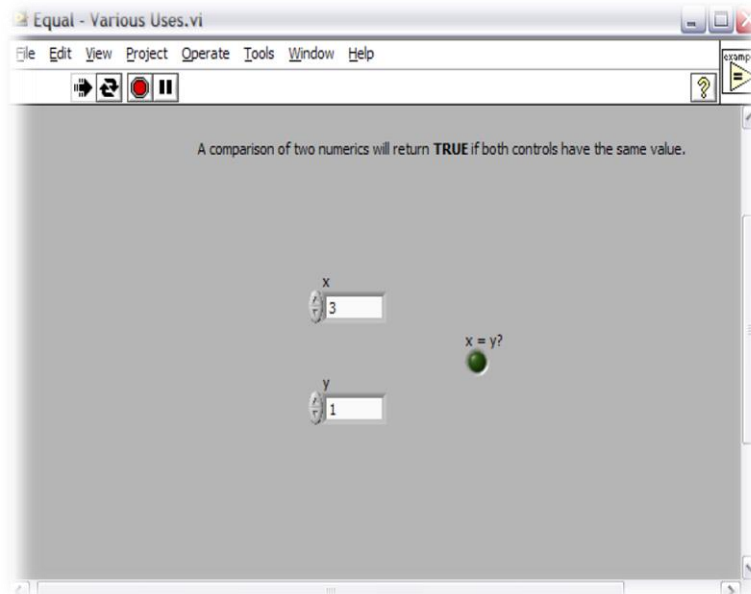 Equal - Various Uses.vi
File Edit View Project Operate Tools Window Help
examp
A comparison of two numerics will return TRUE if both controls have the same value.
x
3
x = y?
y
1